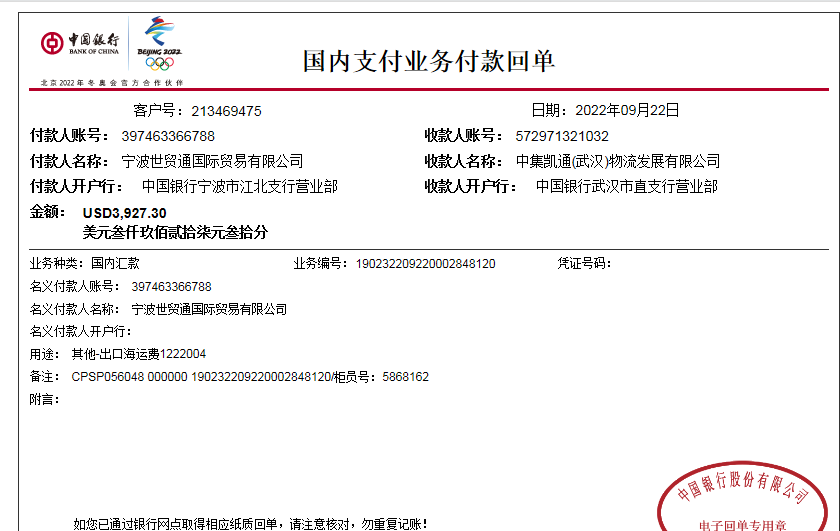 中国银行
BANK OF CHINA
BEIJING 2022
北京2022年冬奥会官方合作伙伴
国内支付业务付款回单
客户号：213469475 日期：2022年09月22日
付款人账号：397463366788 收款人账号：572971321032
付款人名称：宁波世贸通国际贸易有限公司 收款人名称：中集凯通(武汉)物流发展有限公司
付款人开户行：中国银行宁波市江北支行营业部 收款人开户行：中国银行武汉市直支行营业部
金额：USD3,927.30
美元叁仟玖佰贰拾柒元叁拾分
业务种类：国内汇款 业务编号：190232209220002848120 凭证号码：
名义付款人账号：397463366788
名义付款人名称：宁波世贸通国际贸易有限公司
名义付款人开户行：
用途：其他-出口海运费1222004
备注：CPSP056048 000000 190232209220002848120/柜员号：5868162
附言：
中国银行股份有限公司
电子回单专用章
如您已通过银行网点取得相应纸质回单，请注意核对，勿重复记账！